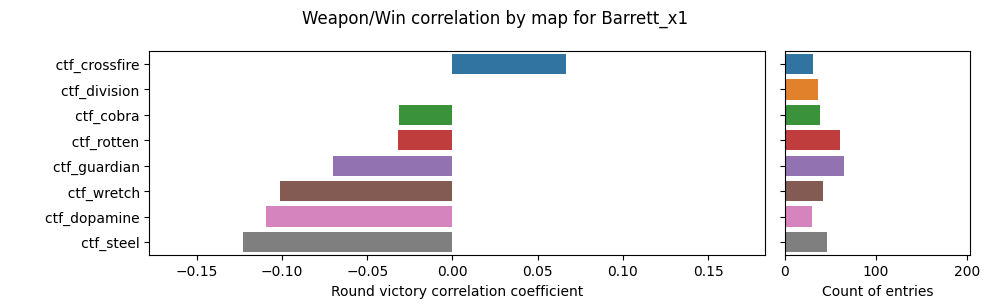 Weapon/Win correlation by map for Barrett_x1
ctf_crossfire
ctf_division
ctf_cobra
ctf_rotten
ctf_guardian
ctf_wretch
ctf_dopamine
ctf_steel
−0.15 −0.10 −0.05 0.00 0.05 0.10 0.15
Round victory correlation coefficient
0 100 200
Count of entries